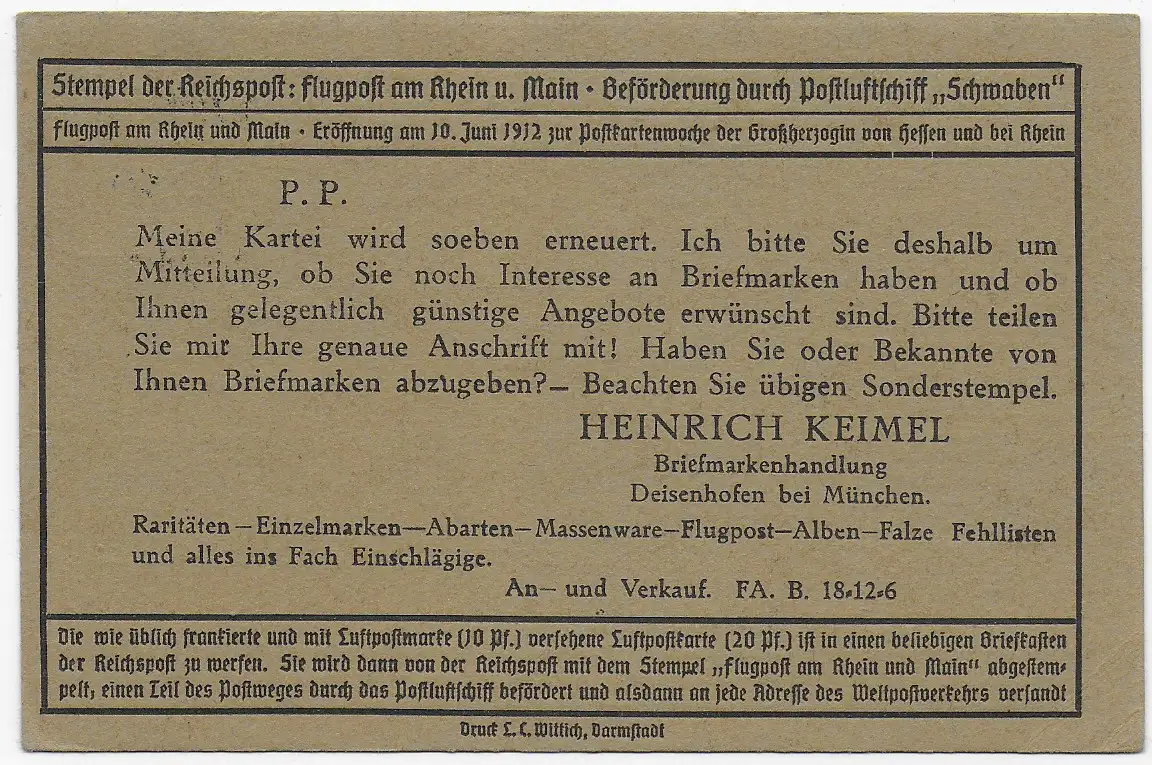 Stempel der Reichspost: Flugpost am Rhein u. Main • Beförderung durch Postluftschiff „Schwaben“
Flugpost am Rhein und Main • Eröffnung am 10. Juni 1912 zur Postkartenwoche der Großherzogin von Hessen und bei Rhein
P. P.
Meine Kartei wird soeben erneuert. Ich bitte Sie deshalb um
Mitteilung, ob Sie noch Interesse an Briefmarken haben und ob
Ihnen gelegentlich günstige Angebote erwünscht sind. Bitte teilen
Sie mir Ihre genaue Anschrift mit! Haben Sie oder Bekannte von
Ihnen Briefmarken abzugeben?— Beachten Sie übigen Sonderstempel.
HEINRICH KEIMEL
Briefmarkenhandlung
Deisenhofen bei München.
Raritäten—Einzelmarken—Abarten—Massenware—Flugpost—Alben—Falze Fehllisten
und alles ins Fach Einschlägige.
An— und Verkauf. FA. B. 18-12-6
Die wie üblich frankierte und mit Luftpostmarke (10 Pf.) versehene Luftpostkarte (20 Pf.) ist in einen beliebigen Briefkasten
der Reichspost zu werfen. Sie wird dann von der Reichspost mit dem Stempel „Flugpost am Rhein und Main“ abgestem-
pelt, einen Teil des Postweges durch das Postluftschiff befördert und alsdann an jede Adresse des Weltpostverkehrs versandt
Druck L. C. Wittich, Darmstadt